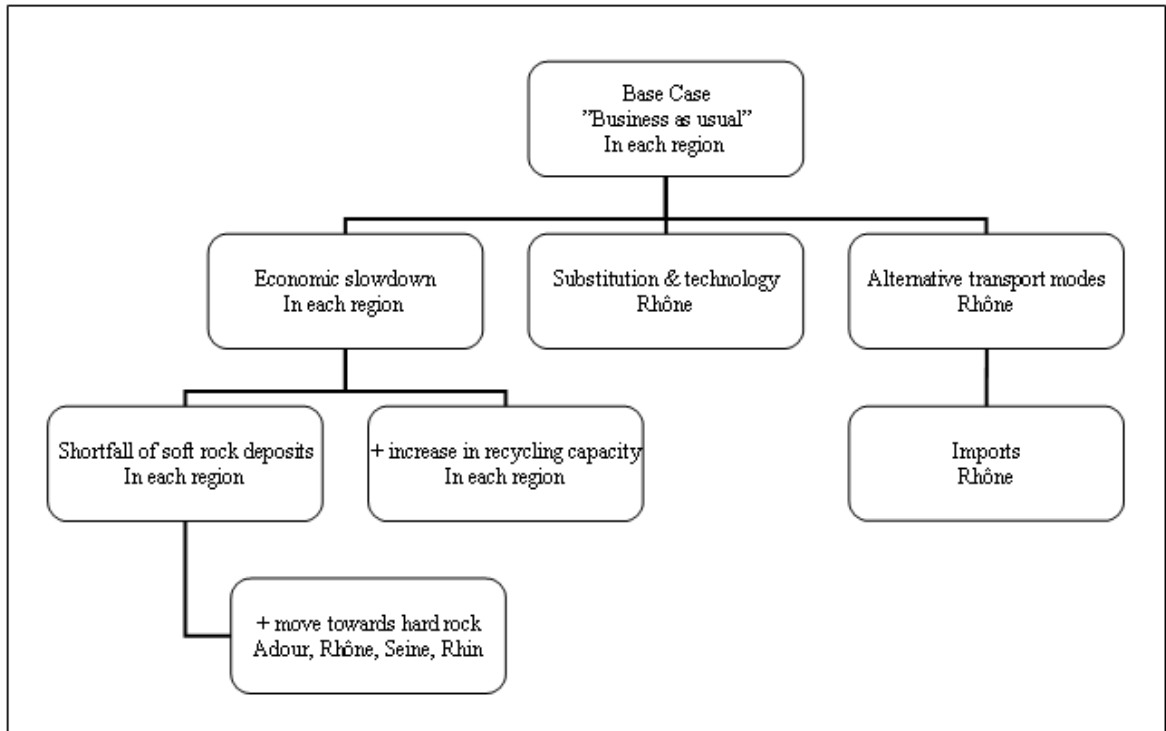 Base Case
”Business as usual”
In each region
Economic slowdown
In each region
Substitution & technology
Rhône
Alternative transport modes
Rhône
Shortfall of soft rock deposits
In each region
+ increase in recycling capacity
In each region
Imports
Rhône
+ move towards hard rock
Adour, Rhône, Seine, Rhin